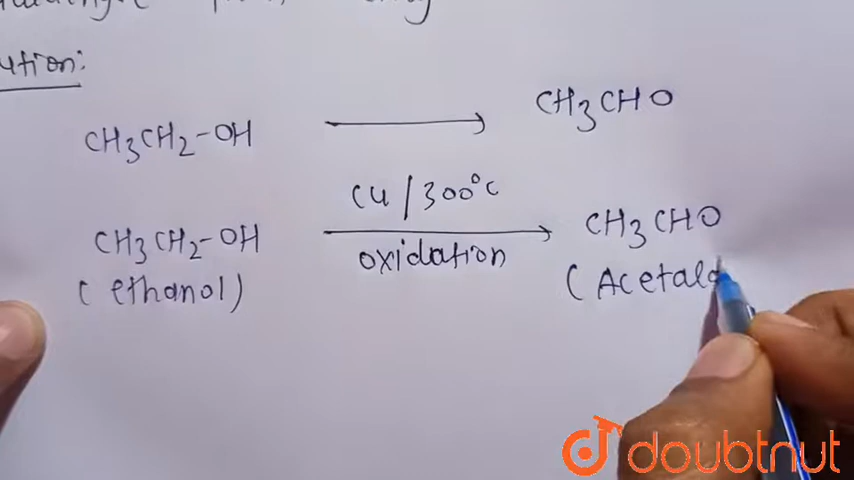 ution:
CH3CH2-OH → CH3CHO
Cu/300°C
CH3CH2-OH → CH3CHO
oxidation
(ethanol) (Acetald
doubtnut